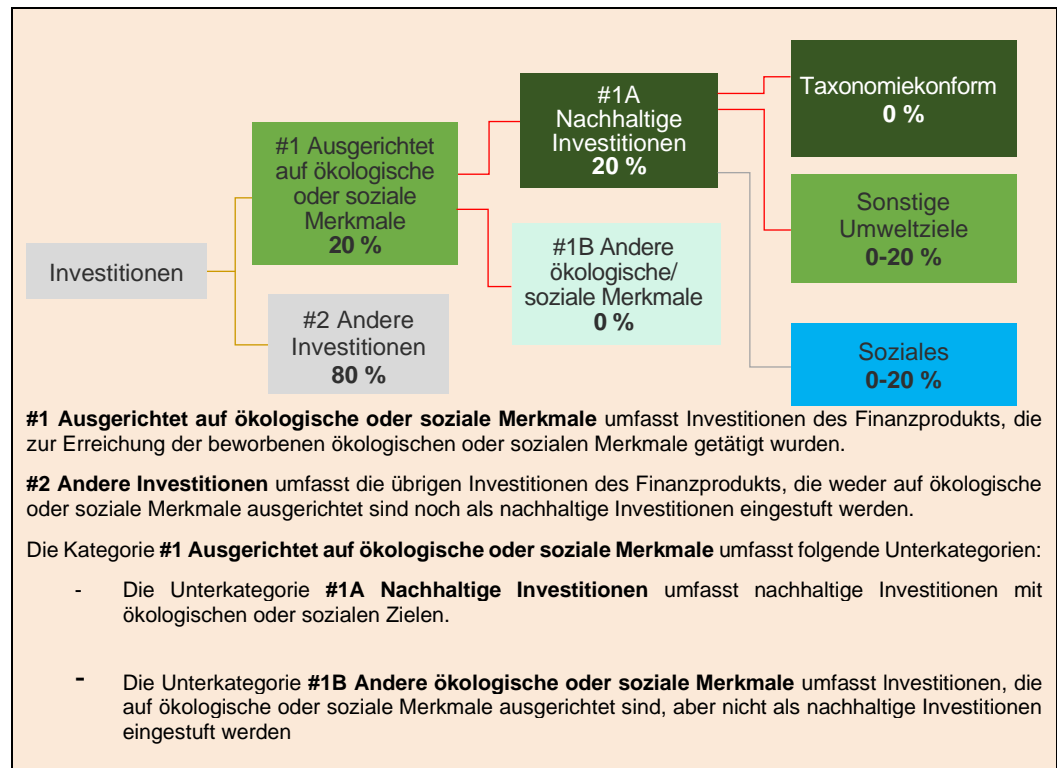 Investitionen
#1 Ausgerichtet
auf ökologische
oder soziale
Merkmale
20 %
#2 Andere
Investitionen
80 %
#1A
Nachhaltige
Investitionen
20 %
#1B Andere
ökologische/
soziale Merkmale
0 %
Taxonomiekonform
0 %
Sonstige
Umweltziele
0-20 %
Soziales
0-20 %
#1 Ausgerichtet auf ökologische oder soziale Merkmale umfasst Investitionen des Finanzprodukts, die
zur Erreichung der beworbenen ökologischen oder sozialen Merkmale getätigt wurden.
#2 Andere Investitionen umfasst die übrigen Investitionen des Finanzprodukts, die weder auf ökologische
oder soziale Merkmale ausgerichtet sind noch als nachhaltige Investitionen eingestuft werden.
Die Kategorie #1 Ausgerichtet auf ökologische oder soziale Merkmale umfasst folgende Unterkategorien:
- Die Unterkategorie #1A Nachhaltige Investitionen umfasst nachhaltige Investitionen mit
ökologischen oder sozialen Zielen.
- Die Unterkategorie #1B Andere ökologische oder soziale Merkmale umfasst Investitionen, die
auf ökologische oder soziale Merkmale ausgerichtet sind, aber nicht als nachhaltige Investitionen
eingestuft werden